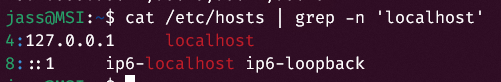 jass@MSI:~$ cat /etc/hosts | grep -n 'localhost'
4:127.0.0.1 localhost
8:::1 ip6-localhost ip6-loopback